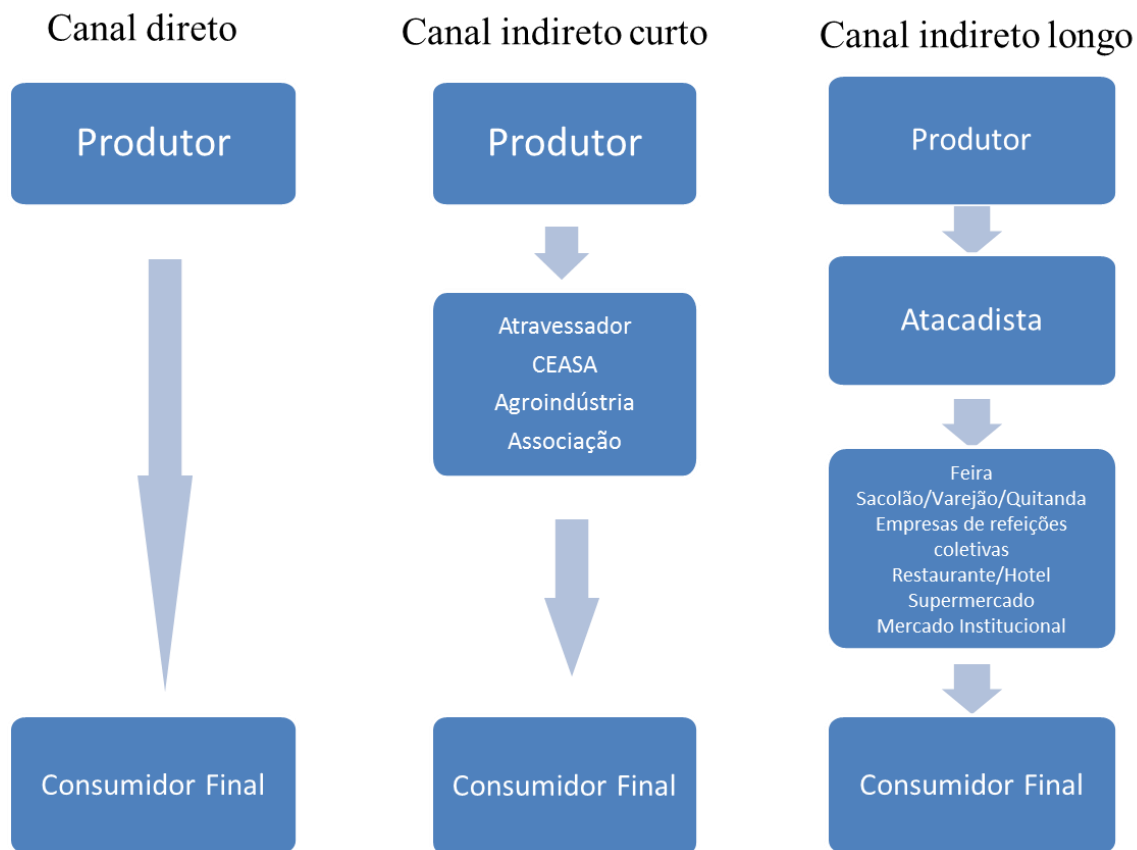 Canal direto
Produtor
Consumidor Final
Canal indireto curto
Produtor
Atravessador
CEASA
Agroindústria
Associação
Consumidor Final
Canal indireto longo
Produtor
Atacadista
Feira
Sacolão/Varejão/Quitanda
Empresas de refeições
coletivas
Restaurante/Hotel
Supermercado
Mercado Institucional
Consumidor Final